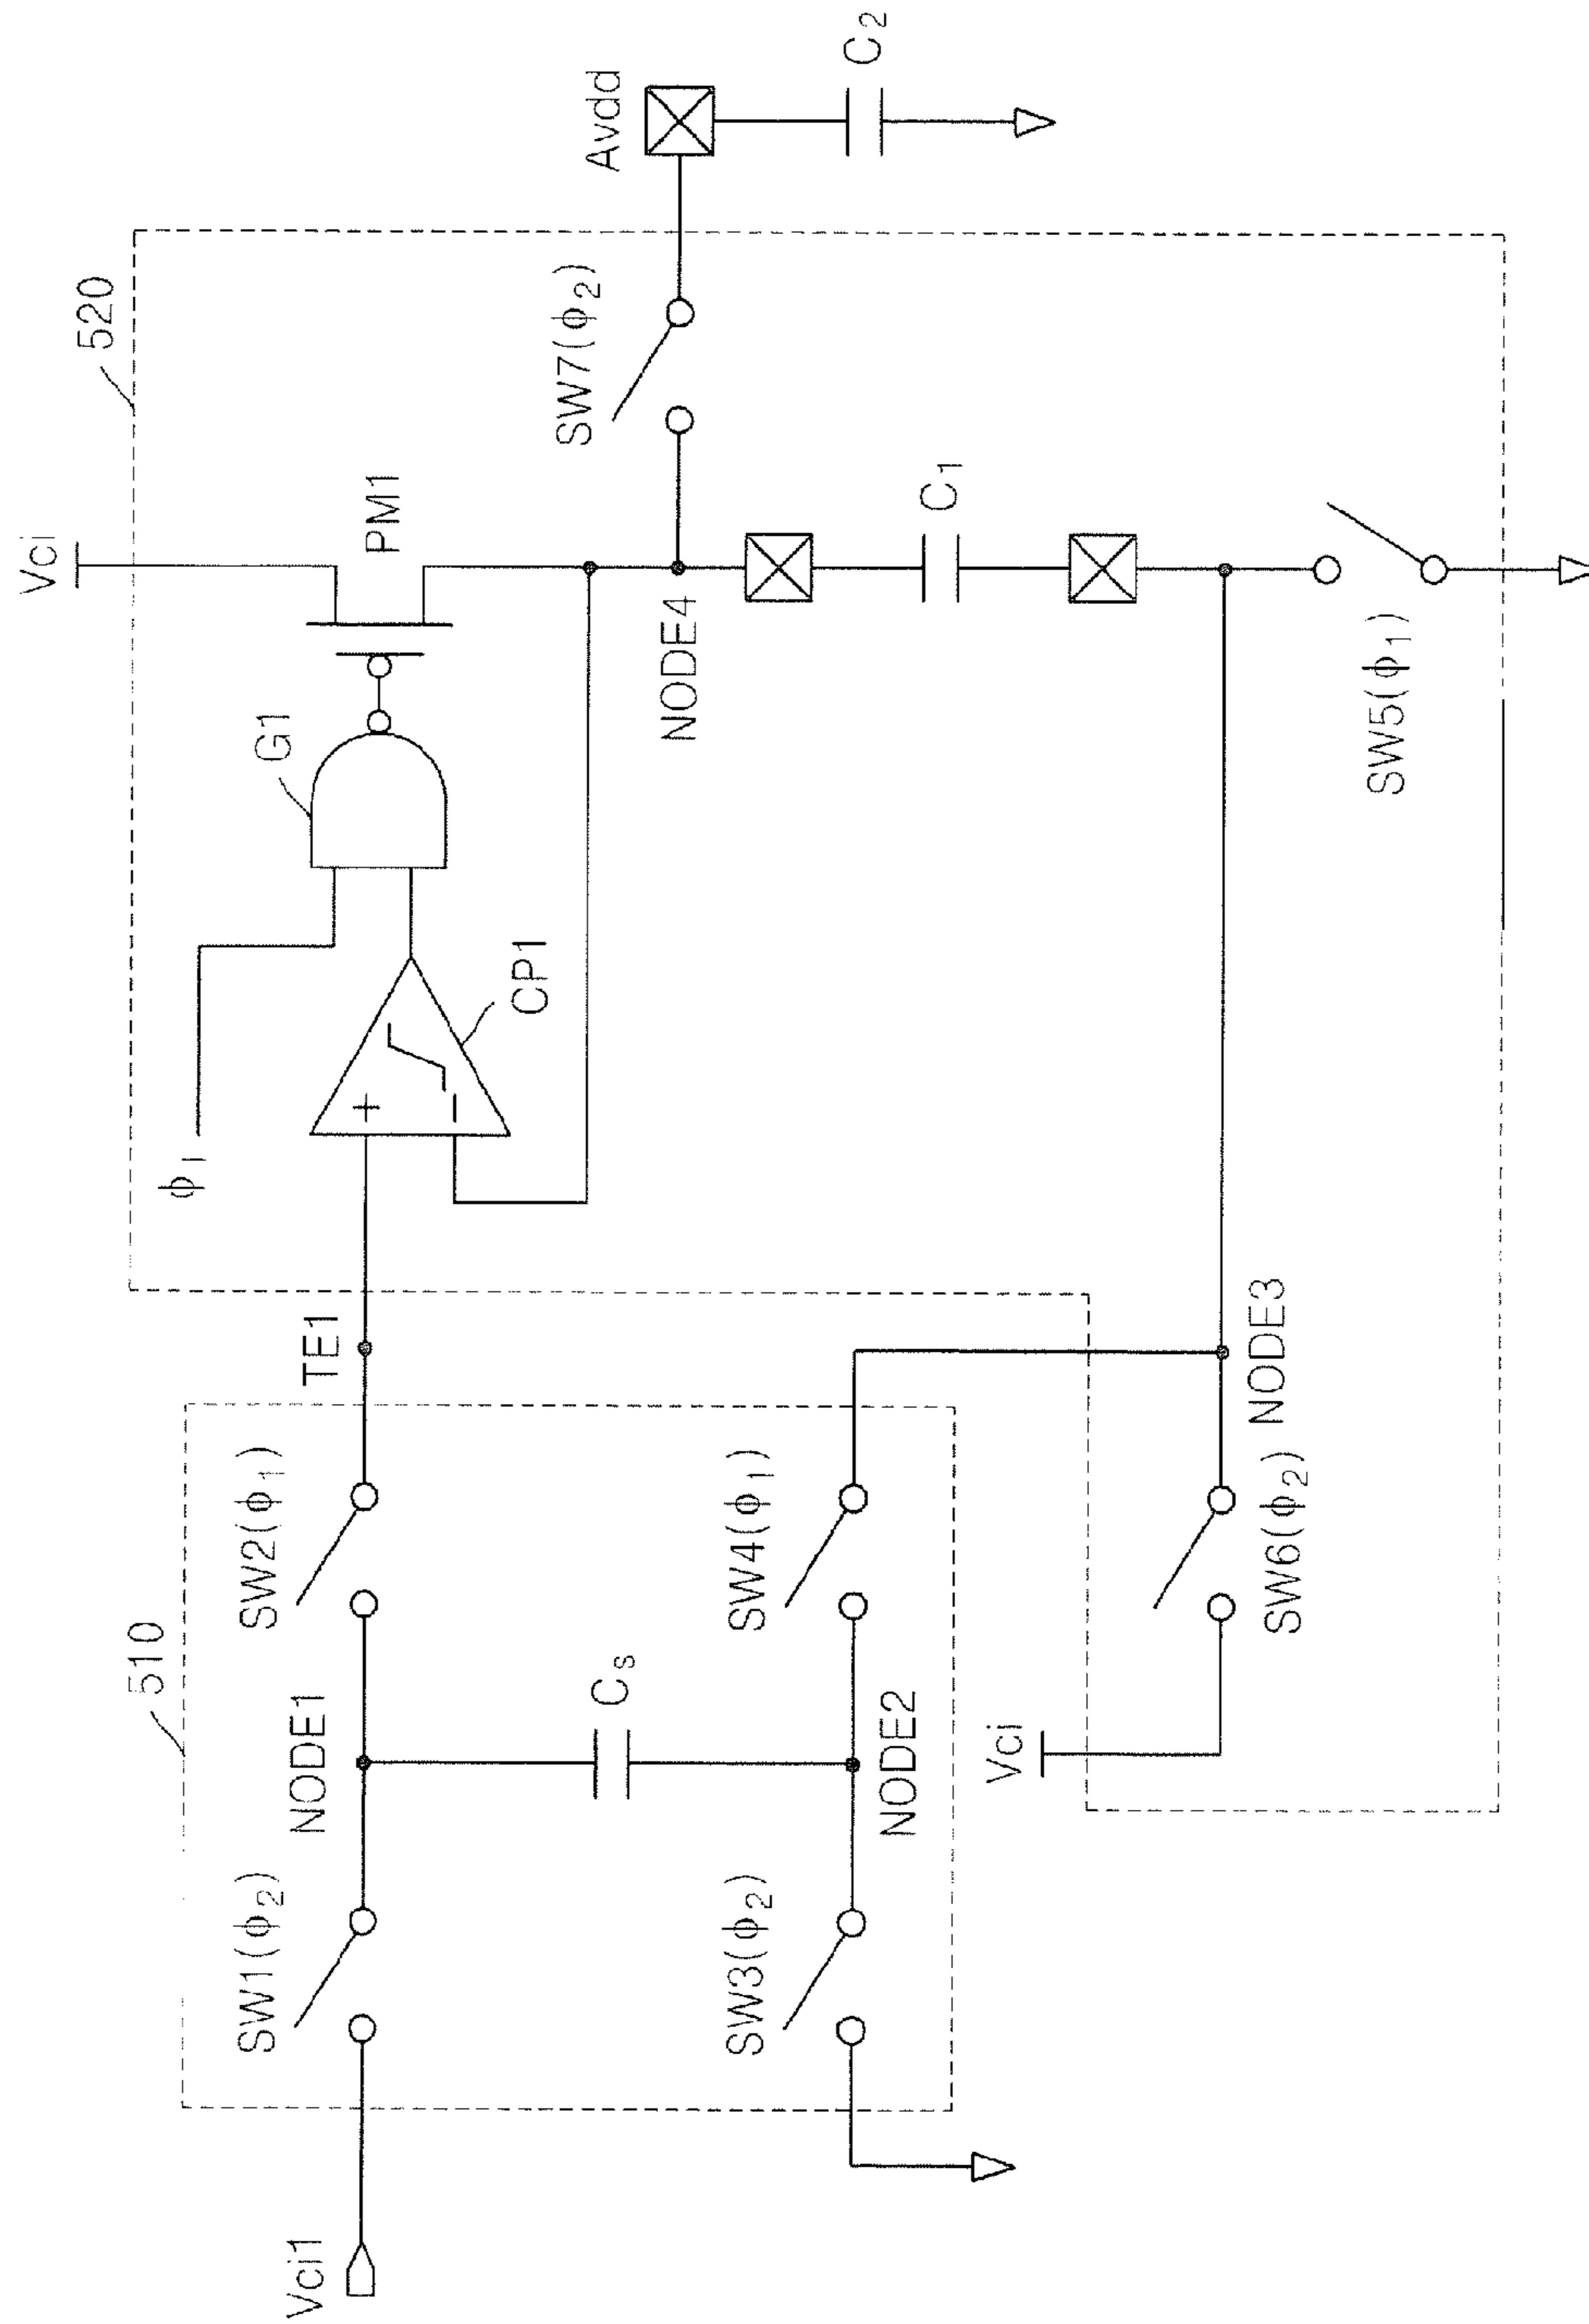 Vci
520
PM1
G1
ϕ1
CP1
+
−
Avdd
C2
SW7(ϕ2)
NODE4
C1
SW5(ϕ1)
510
TE1
SW1(ϕ2)
NODE1
SW2(ϕ1)
Vci1
Cs
SW3(ϕ2)
NODE2
SW4(ϕ1)
Vci
SW6(ϕ2)
NODE3